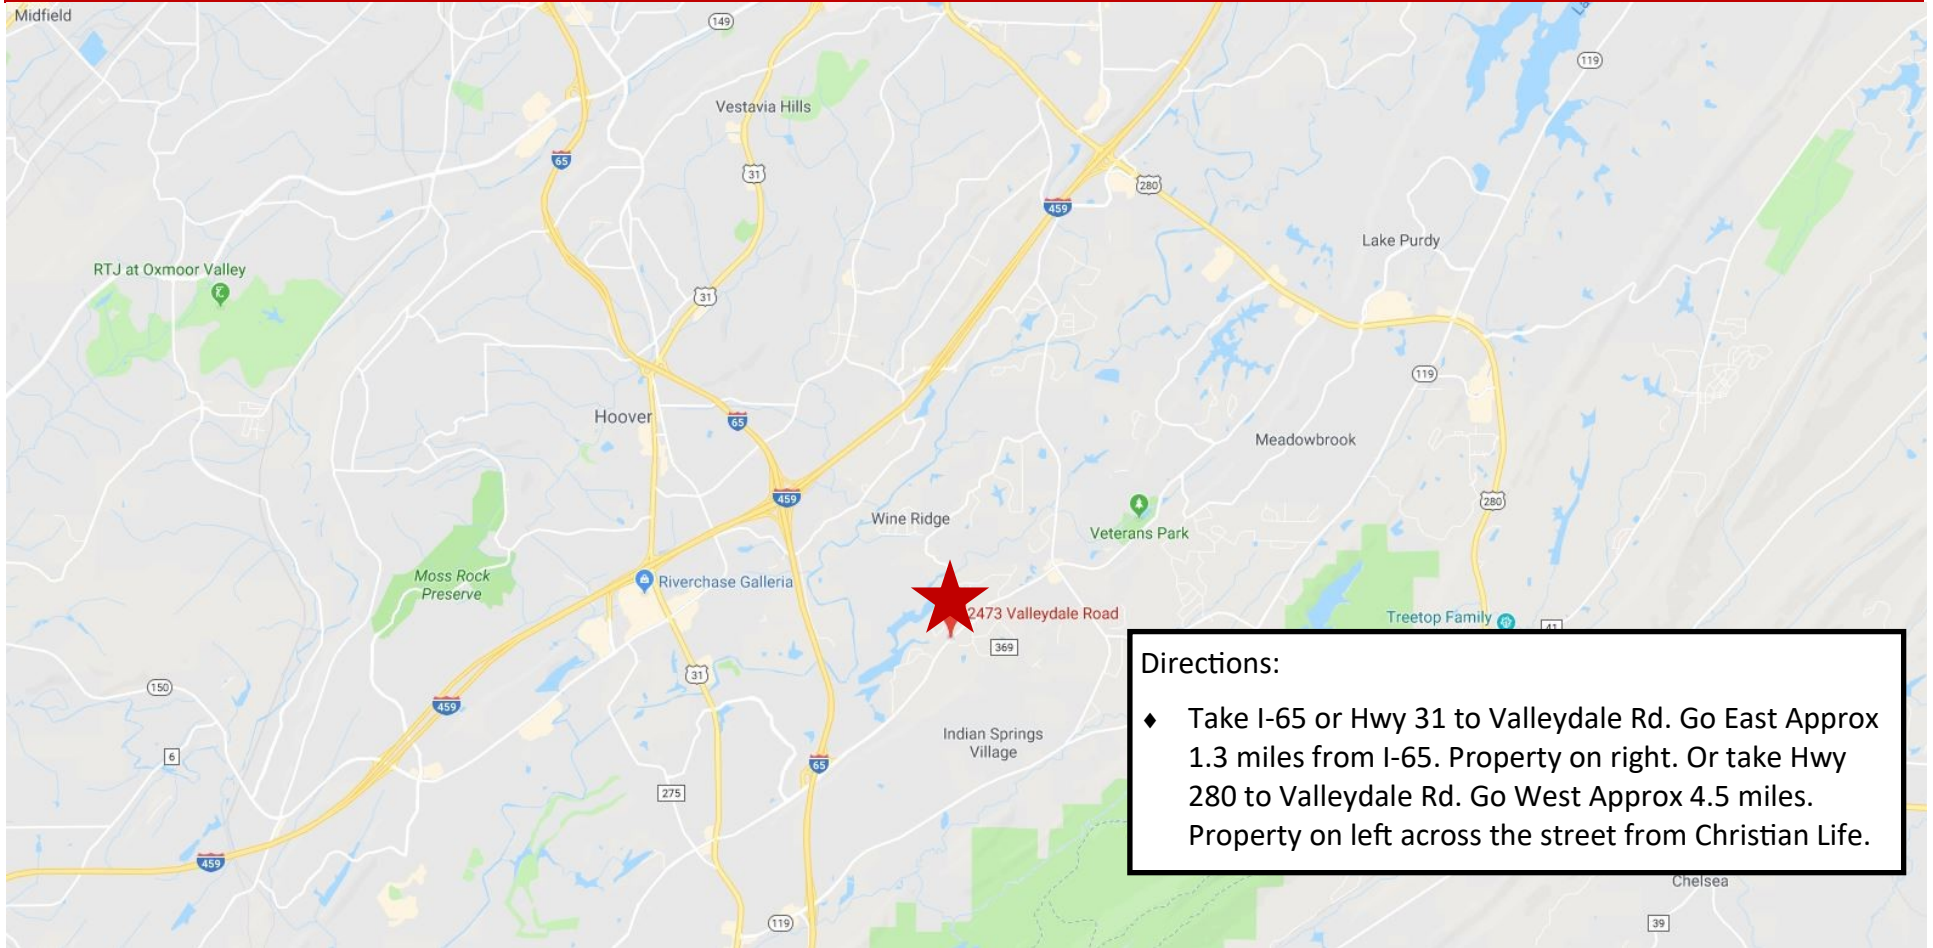 Midfield
149
119
Vestavia Hills
65
31
280
459
Lake Purdy
RTJ at Oxmoor Valley
31
119
Hoover
65
Meadowbrook
459
280
Wine Ridge
Veterans Park
Moss Rock
Preserve
Riverchase Galleria
2473 Valleydale Road
Treetop Family
41
369
31
150
459
Indian Springs
Village
6
65
275
459
119
Directions:
♦ Take I-65 or Hwy 31 to Valleydale Rd. Go East Approx
1.3 miles from I-65. Property on right. Or take Hwy
280 to Valleydale Rd. Go West Approx 4.5 miles.
Property on left across the street from Christian Life.
Chelsea
39